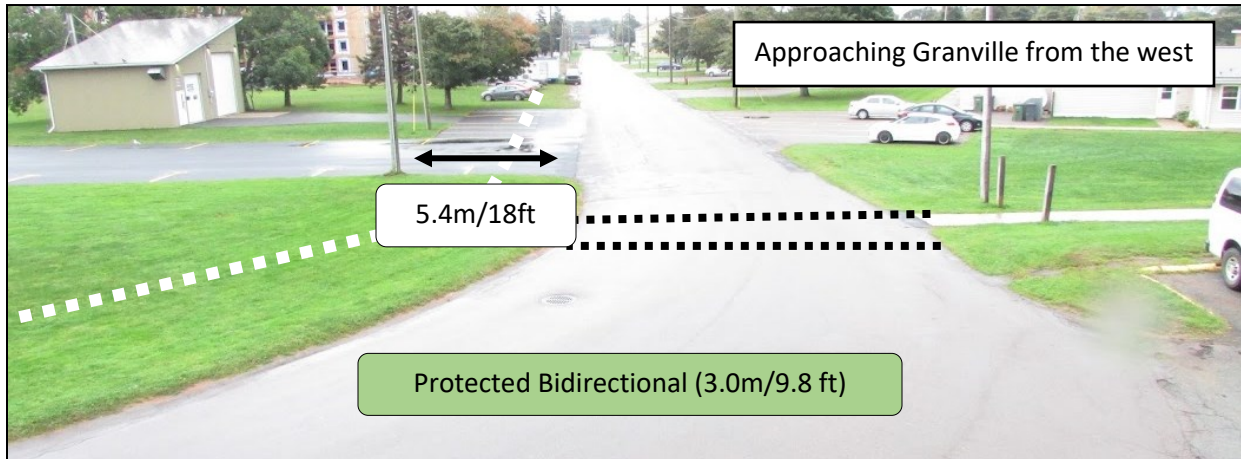 Approaching Granville from the west
5.4m/18ft
Protected Bidirectional (3.0m/9.8 ft)